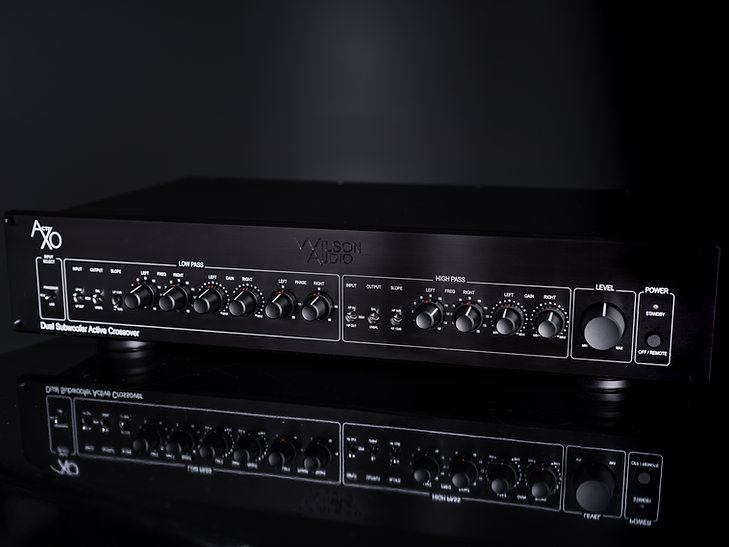 ACTIV
XO
WILSON
AUDIO
INPUT
SELECT
LOW PASS
INPUT OUTPUT SLOPE LEFT FREQ RIGHT LEFT GAIN RIGHT LEFT PHASE RIGHT
HIGH PASS
INPUT OUTPUT SLOPE LEFT FREQ RIGHT LEFT GAIN RIGHT
LEVEL
MIN MAX
POWER
STANDBY
OFF / REMOTE
Dual Subwoofer Active Crossover